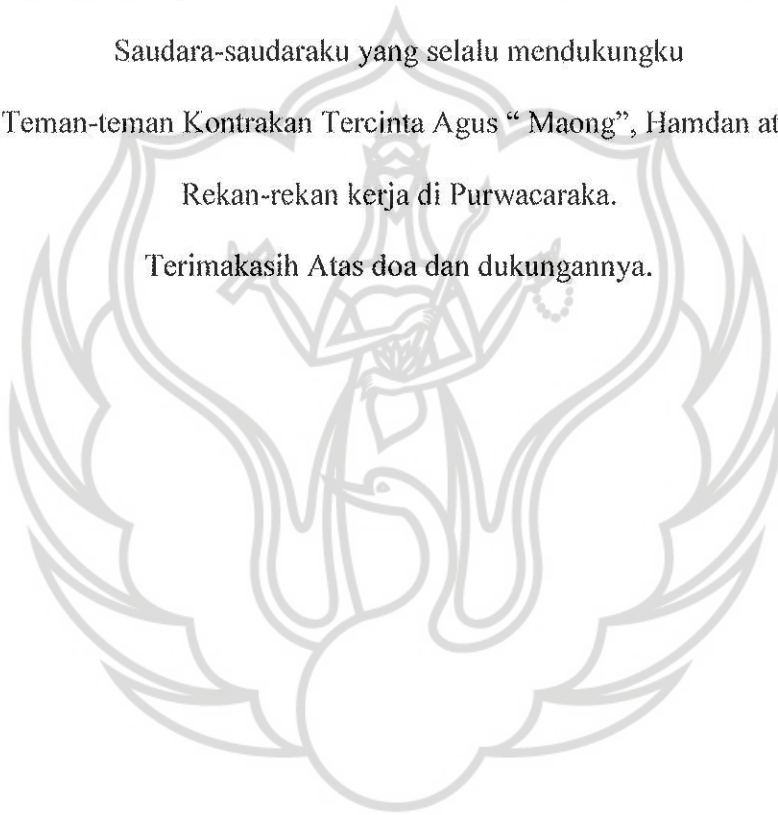 Saudara-saudaraku yang selalu mendukungku
Teman-teman Kontrakan Tercinta Agus “ Maong”, Hamdan at
Rekan-rekan kerja di Purwacaraka.
Terimakasih Atas doa dan dukungannya.